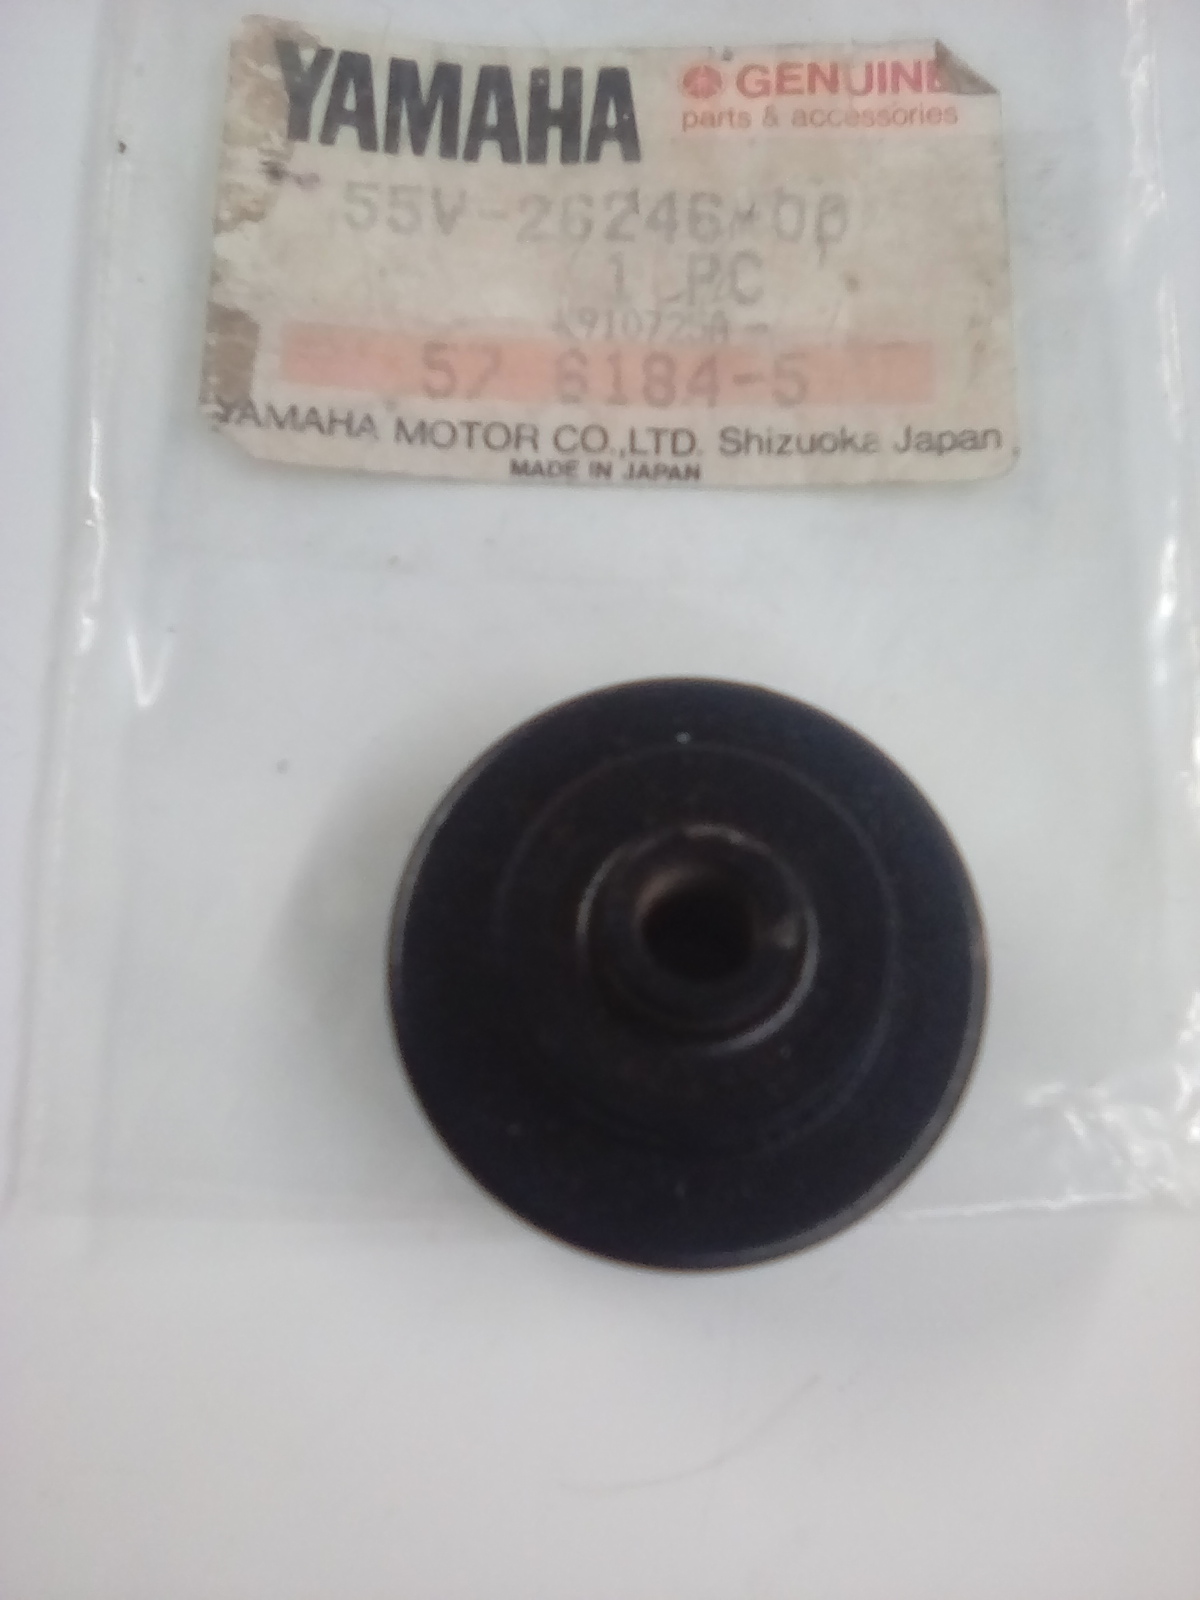 YAMAHA
GENUINE
parts & accessories
55V-26246-00
1 PC
K910725A-
57 6184-5
YAMAHA MOTOR CO.,LTD. Shizuoka Japan
MADE IN JAPAN